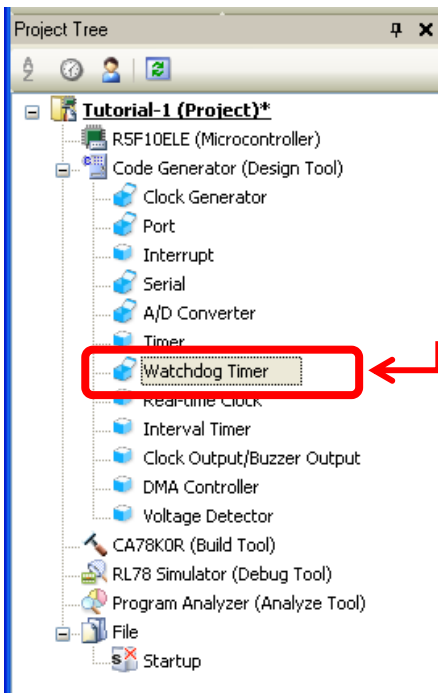 Project Tree
Tutorial-1 (Project)*
R5F10ELE (Microcontroller)
Code Generator (Design Tool)
Clock Generator
Port
Interrupt
Serial
A/D Converter
Timer
Watchdog Timer
Real-time Clock
Interval Timer
Clock Output/Buzzer Output
DMA Controller
Voltage Detector
CA78K0R (Build Tool)
RL78 Simulator (Debug Tool)
Program Analyzer (Analyze Tool)
File
Startup